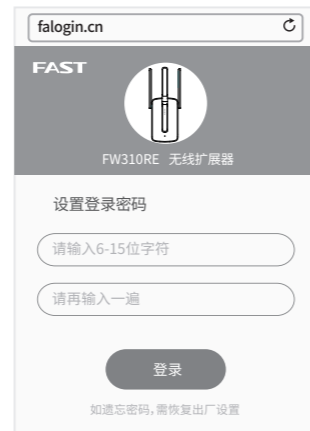 falogin.cn
FAST
FW310RE 无线扩展器
设置登录密码
请输入6-15位字符
请再输入一遍
登录
如遗忘密码,需恢复出厂设置